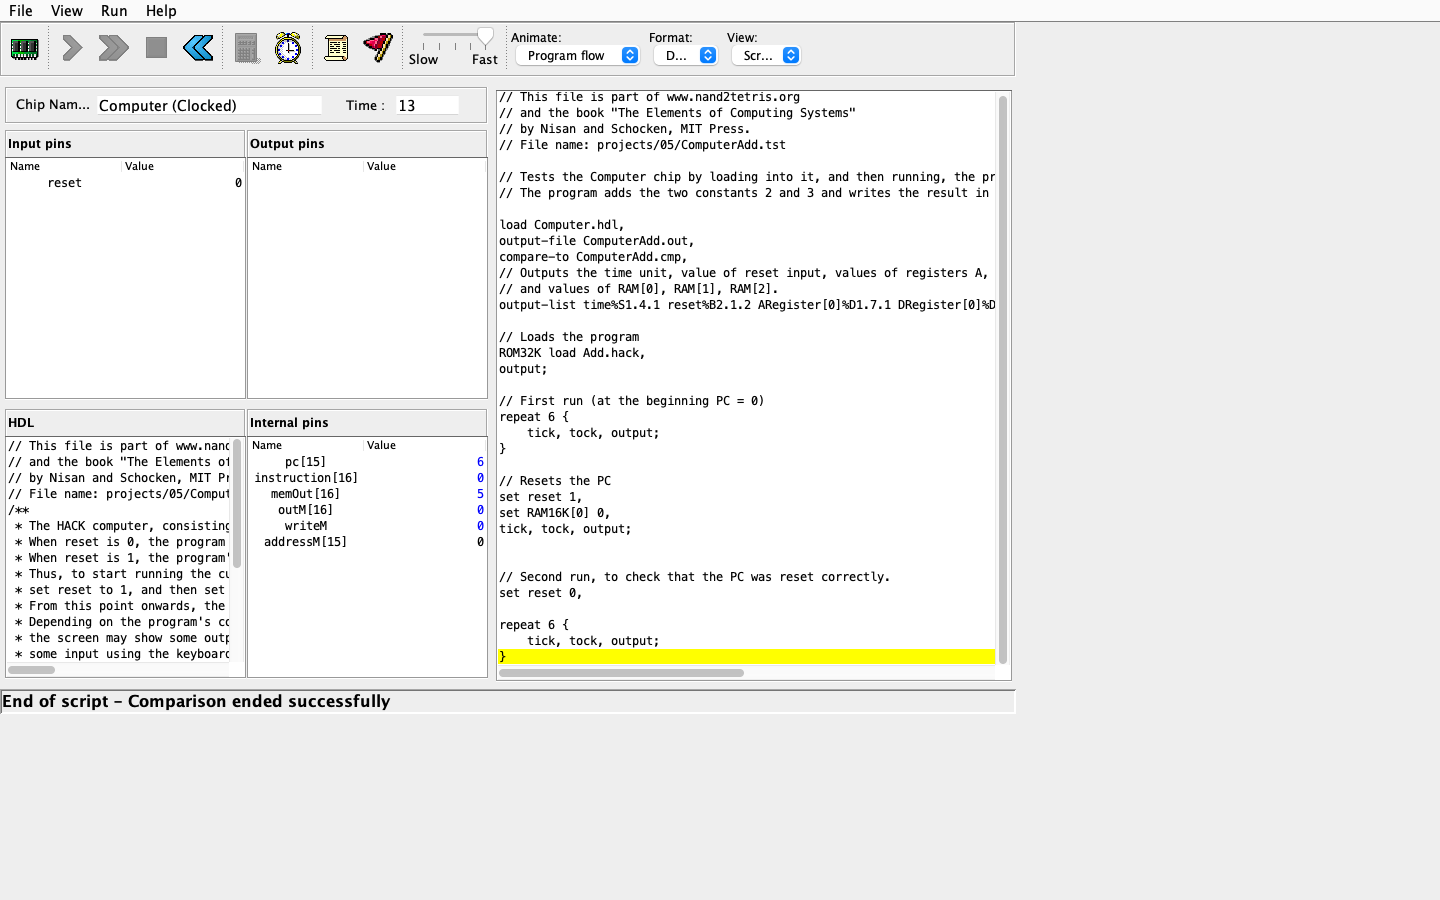 File View Run Help
Slow Fast
Animate:
Program flow
Format:
D...
View:
Scr...
Chip Nam... Computer (Clocked) Time : 13
Input pins
Name Value
reset 0
Output pins
Name Value
HDL
// This file is part of www.nand
// and the book "The Elements of
// by Nisan and Schocken, MIT Pr
// File name: projects/05/Comput
/**
* The HACK computer, consisting
* When reset is 0, the program
* When reset is 1, the program'
* Thus, to start running the cu
* set reset to 1, and then set
* From this point onwards, the
* Depending on the program's co
* the screen may show some outp
* some input using the keyboard
Internal pins
Name Value
pc[15] 6
instruction[16] 0
memOut[16] 5
outM[16] 0
writeM 0
addressM[15] 0
// This file is part of www.nand2tetris.org
// and the book "The Elements of Computing Systems"
// by Nisan and Schocken, MIT Press.
// File name: projects/05/ComputerAdd.tst
// Tests the Computer chip by loading into it, and then running, the pr
// The program adds the two constants 2 and 3 and writes the result in
load Computer.hdl,
output-file ComputerAdd.out,
compare-to ComputerAdd.cmp,
// Outputs the time unit, value of reset input, values of registers A,
// and values of RAM[0], RAM[1], RAM[2].
output-list time%S1.4.1 reset%B2.1.2 ARegister[0]%D1.7.1 DRegister[0]%D
// Loads the program
ROM32K load Add.hack,
output;
// First run (at the beginning PC = 0)
repeat 6 {
tick, tock, output;
}
// Resets the PC
set reset 1,
set RAM16K[0] 0,
tick, tock, output;
// Second run, to check that the PC was reset correctly.
set reset 0,
repeat 6 {
tick, tock, output;
}
End of script - Comparison ended successfully